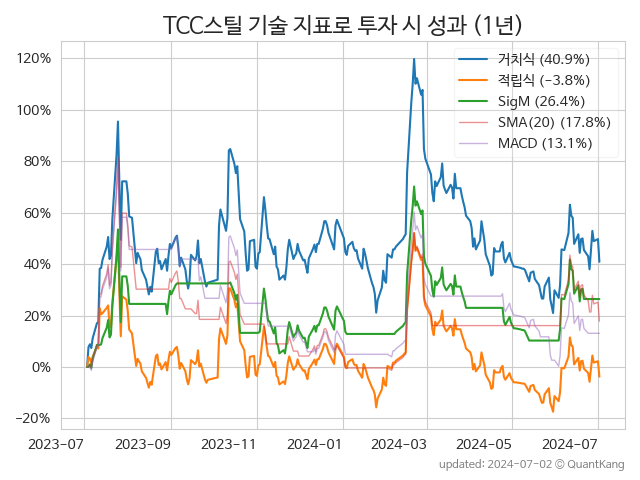 TCC스틸 기술 지표로 투자 시 성과 (1년)
120%
100%
80%
60%
40%
20%
0%
−20%
거치식 (40.9%)
적립식 (−3.8%)
SigM (26.4%)
SMA(20) (17.8%)
MACD (13.1%)
2023-07
2023-09
2023-11
2024-01
2024-03
2024-05
2024-07
updated: 2024-07-02 © QuantKang